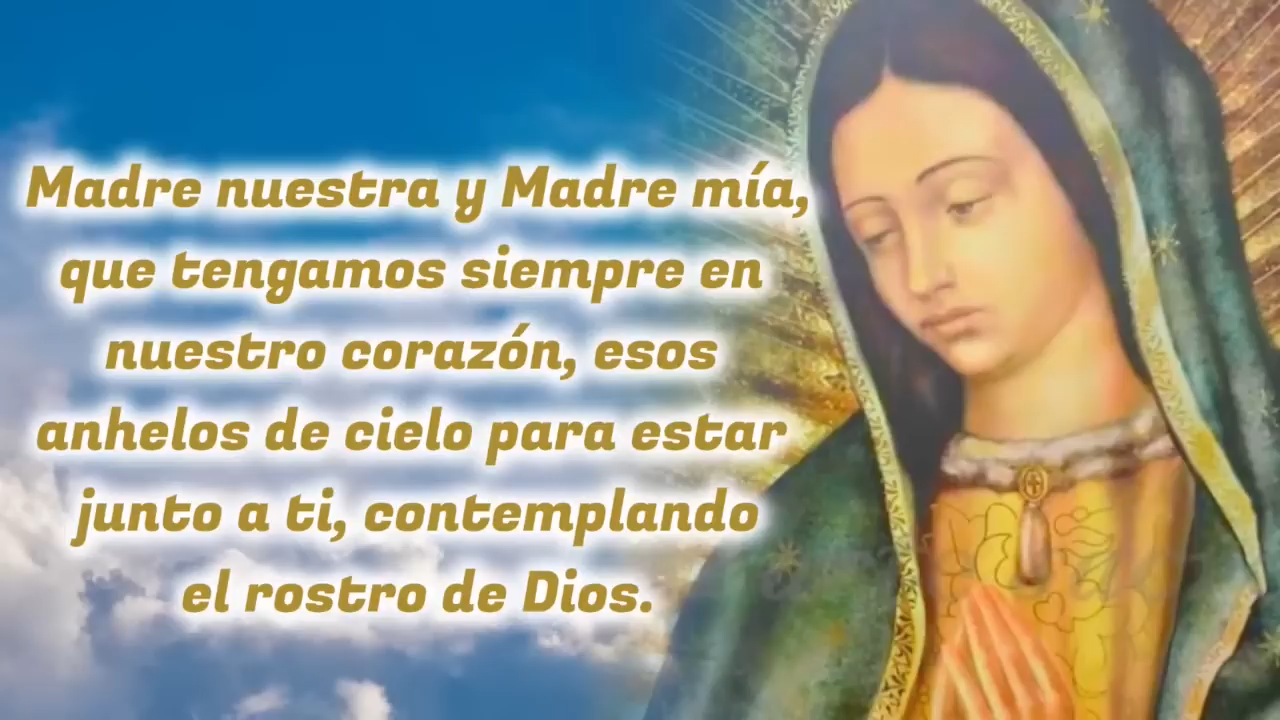 Madre nuestra y Madre mía,
que tengamos siempre en
nuestro corazón, esos
anhelos de cielo para estar
junto a ti, contemplando
el rostro de Dios.